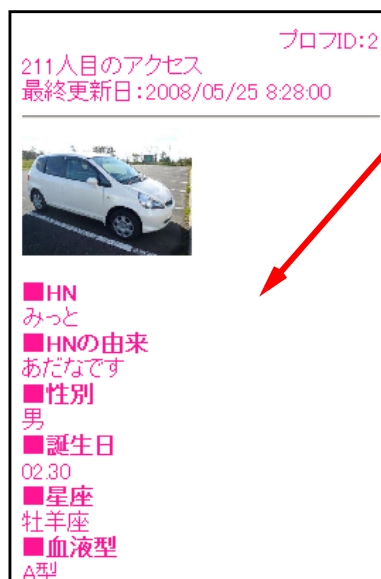 プロフID:2
211人目のアクセス
最終更新日:2008/05/25 8:28:00
■HN
みっと
■HNの由来
あだなです
■性別
男
■誕生日
02.30
■星座
牡羊座
■血液型
A型